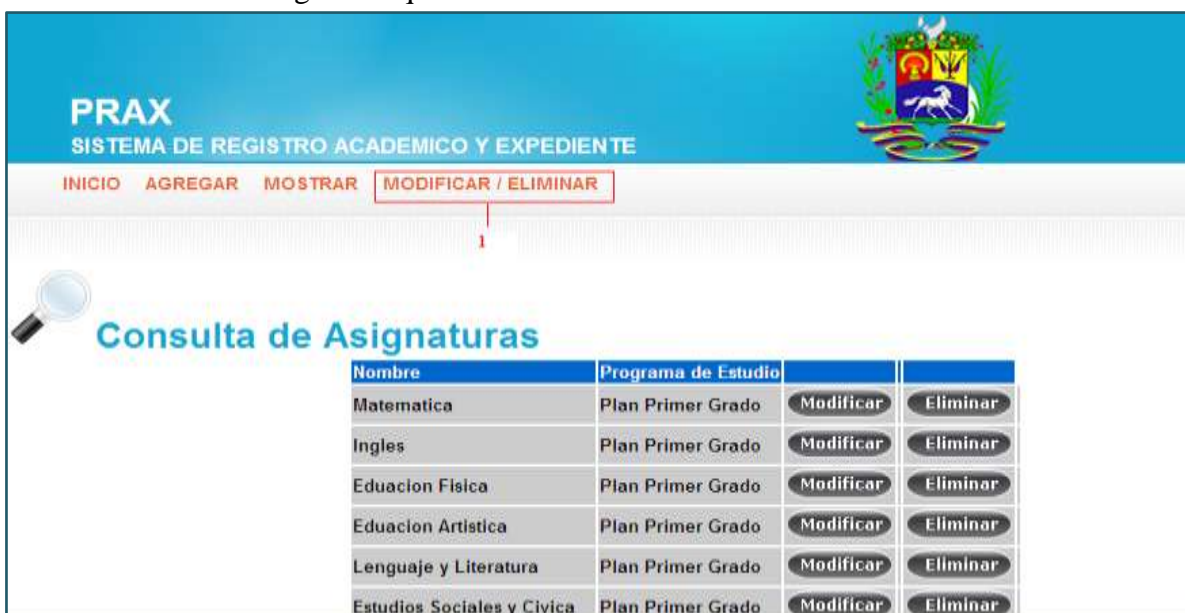 PRAX
SISTEMA DE REGISTRO ACADEMICO Y EXPEDIENTE
INICIO AGREGAR MOSTRAR MODIFICAR / ELIMINAR
1
Consulta de Asignaturas
Nombre Programa de Estudio
Matematica Plan Primer Grado Modificar Eliminar
Ingles Plan Primer Grado Modificar Eliminar
Eduacion Fisica Plan Primer Grado Modificar Eliminar
Eduacion Artistica Plan Primer Grado Modificar Eliminar
Lenguaje y Literatura Plan Primer Grado Modificar Eliminar
Estudios Sociales y Civica Plan Primer Grado Modificar Eliminar